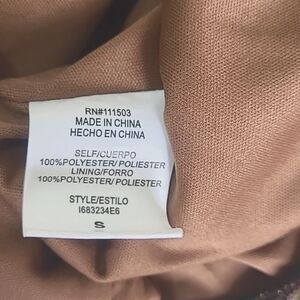 RN#111503
MADE IN CHINA
HECHO EN CHINA
SELF/CUERPO
100%POLYESTER/ POLIESTER
LINING/FORRO
100%POLYESTER/ POLIESTER
STYLE/ESTILO
I683234E6
S